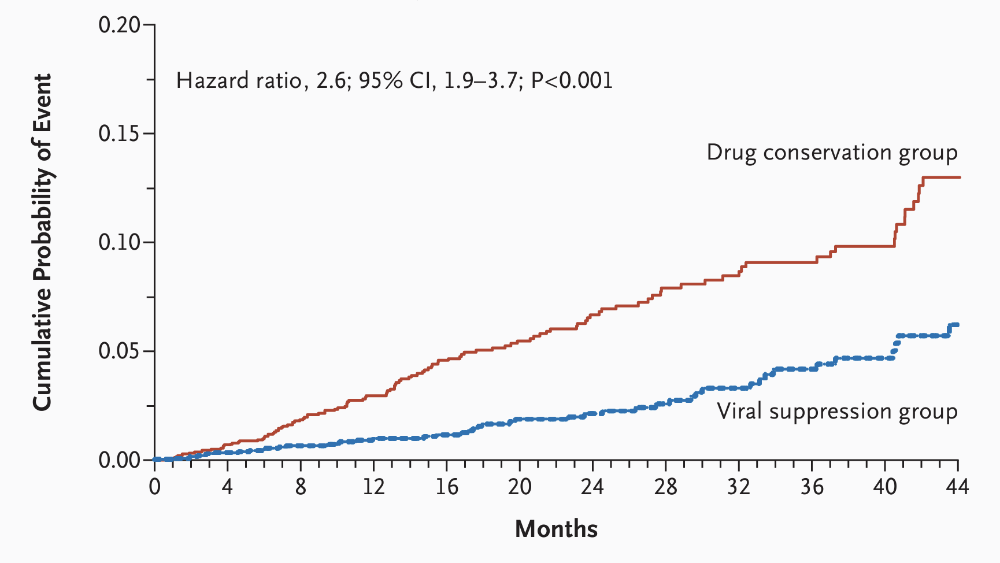 0.20
Hazard ratio, 2.6; 95% CI, 1.9–3.7; P<0.001
0.15
Drug conservation group
0.10
0.05
Viral suppression group
0.00
0 4 8 12 16 20 24 28 32 36 40 44
Months
Cumulative Probability of Event